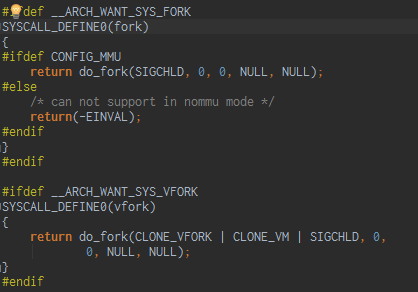 #ifdef __ARCH_WANT_SYS_FORK
SYSCALL_DEFINE0(fork)
{
#ifdef CONFIG_MMU
    return do_fork(SIGCHLD, 0, 0, NULL, NULL);
#else
    /* can not support in nommu mode */
    return(-EINVAL);
#endif
}
#endif

#ifdef __ARCH_WANT_SYS_VFORK
SYSCALL_DEFINE0(vfork)
{
    return do_fork(CLONE_VFORK | CLONE_VM | SIGCHLD, 0,
            0, NULL, NULL);
}
#endif